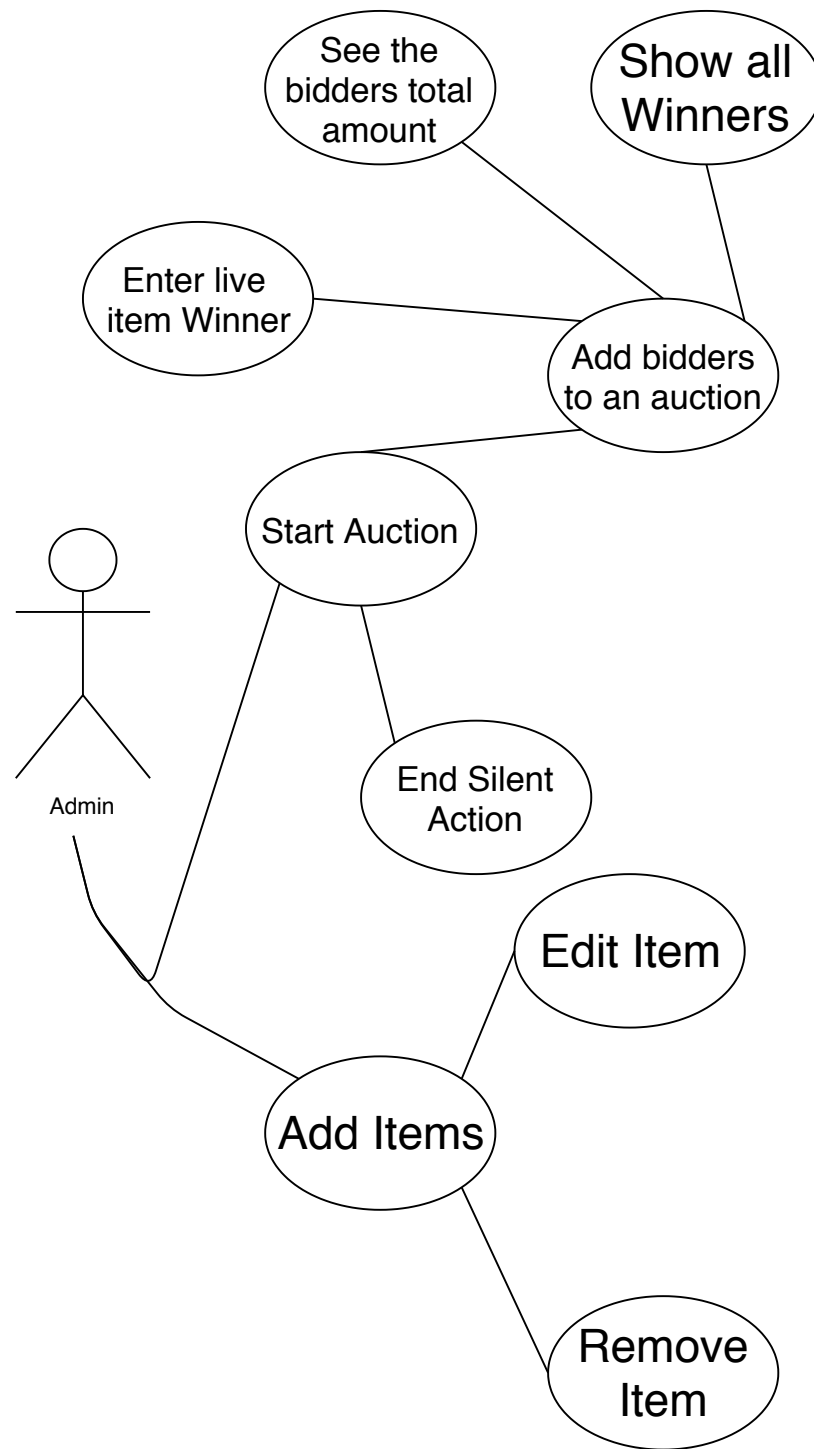 See the
bidders total
amount
Show all
Winners
Enter live
item Winner
Add bidders
to an auction
Start Auction
Admin
End Silent
Action
Edit Item
Add Items
Remove
Item